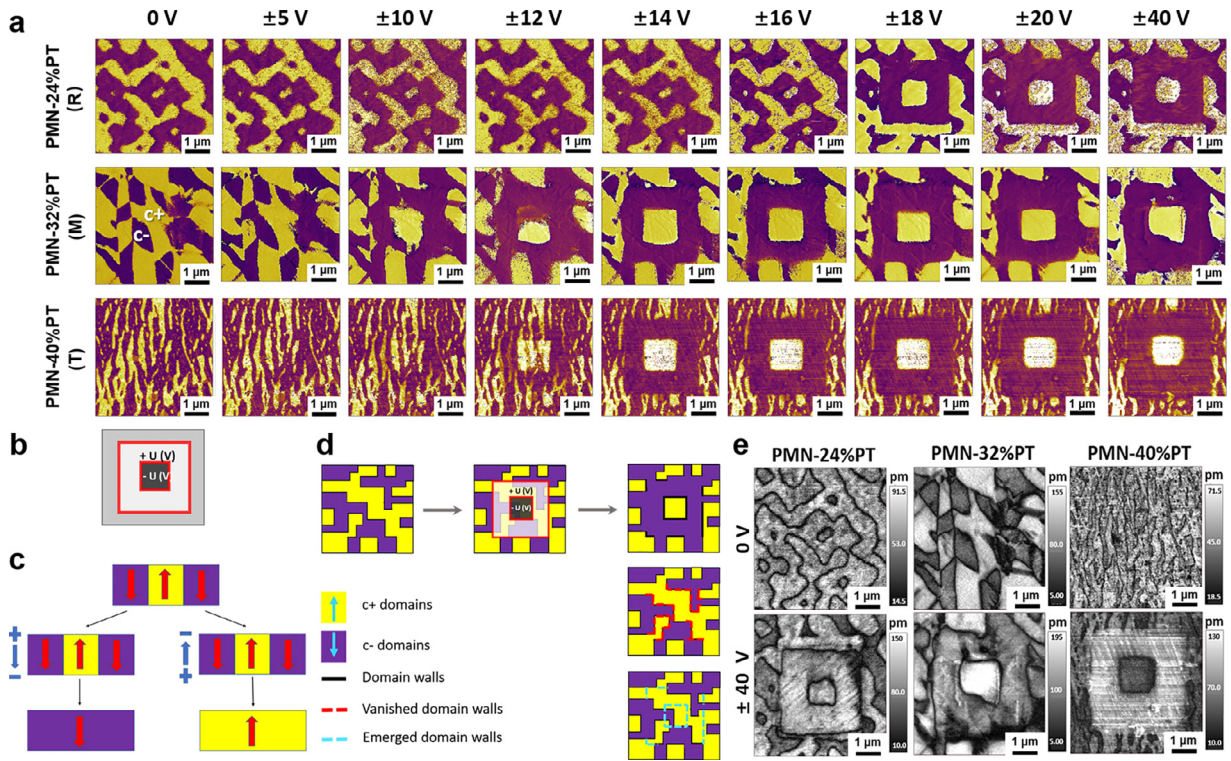 0 V ±5 V ±10 V ±12 V ±14 V ±16 V ±18 V ±20 V ±40 V
a
PMN-24%PT
(R)
1 µm 1 µm 1 µm 1 µm 1 µm 1 µm 1 µm 1 µm 1 µm
PMN-32%PT
(M)
c+
c-
1 µm 1 µm 1 µm 1 µm 1 µm 1 µm 1 µm 1 µm 1 µm
PMN-40%PT
(T)
1 µm 1 µm 1 µm 1 µm 1 µm 1 µm 1 µm 1 µm 1 µm
b
+ U (V)
- U (V)
c
+
-
-
+
d
+ U (V)
- U (V)
c+ domains
c- domains
Domain walls
Vanished domain walls
Emerged domain walls
e
PMN-24%PT PMN-32%PT PMN-40%PT
pm pm pm
0 V
91.5 155 71.5
53.0 80.0 45.0
14.5 5.00 18.5
1 µm 1 µm 1 µm
± 40 V
150 195 130
80.0 100 70.0
10.0 5.00 10.0
1 µm 1 µm 1 µm